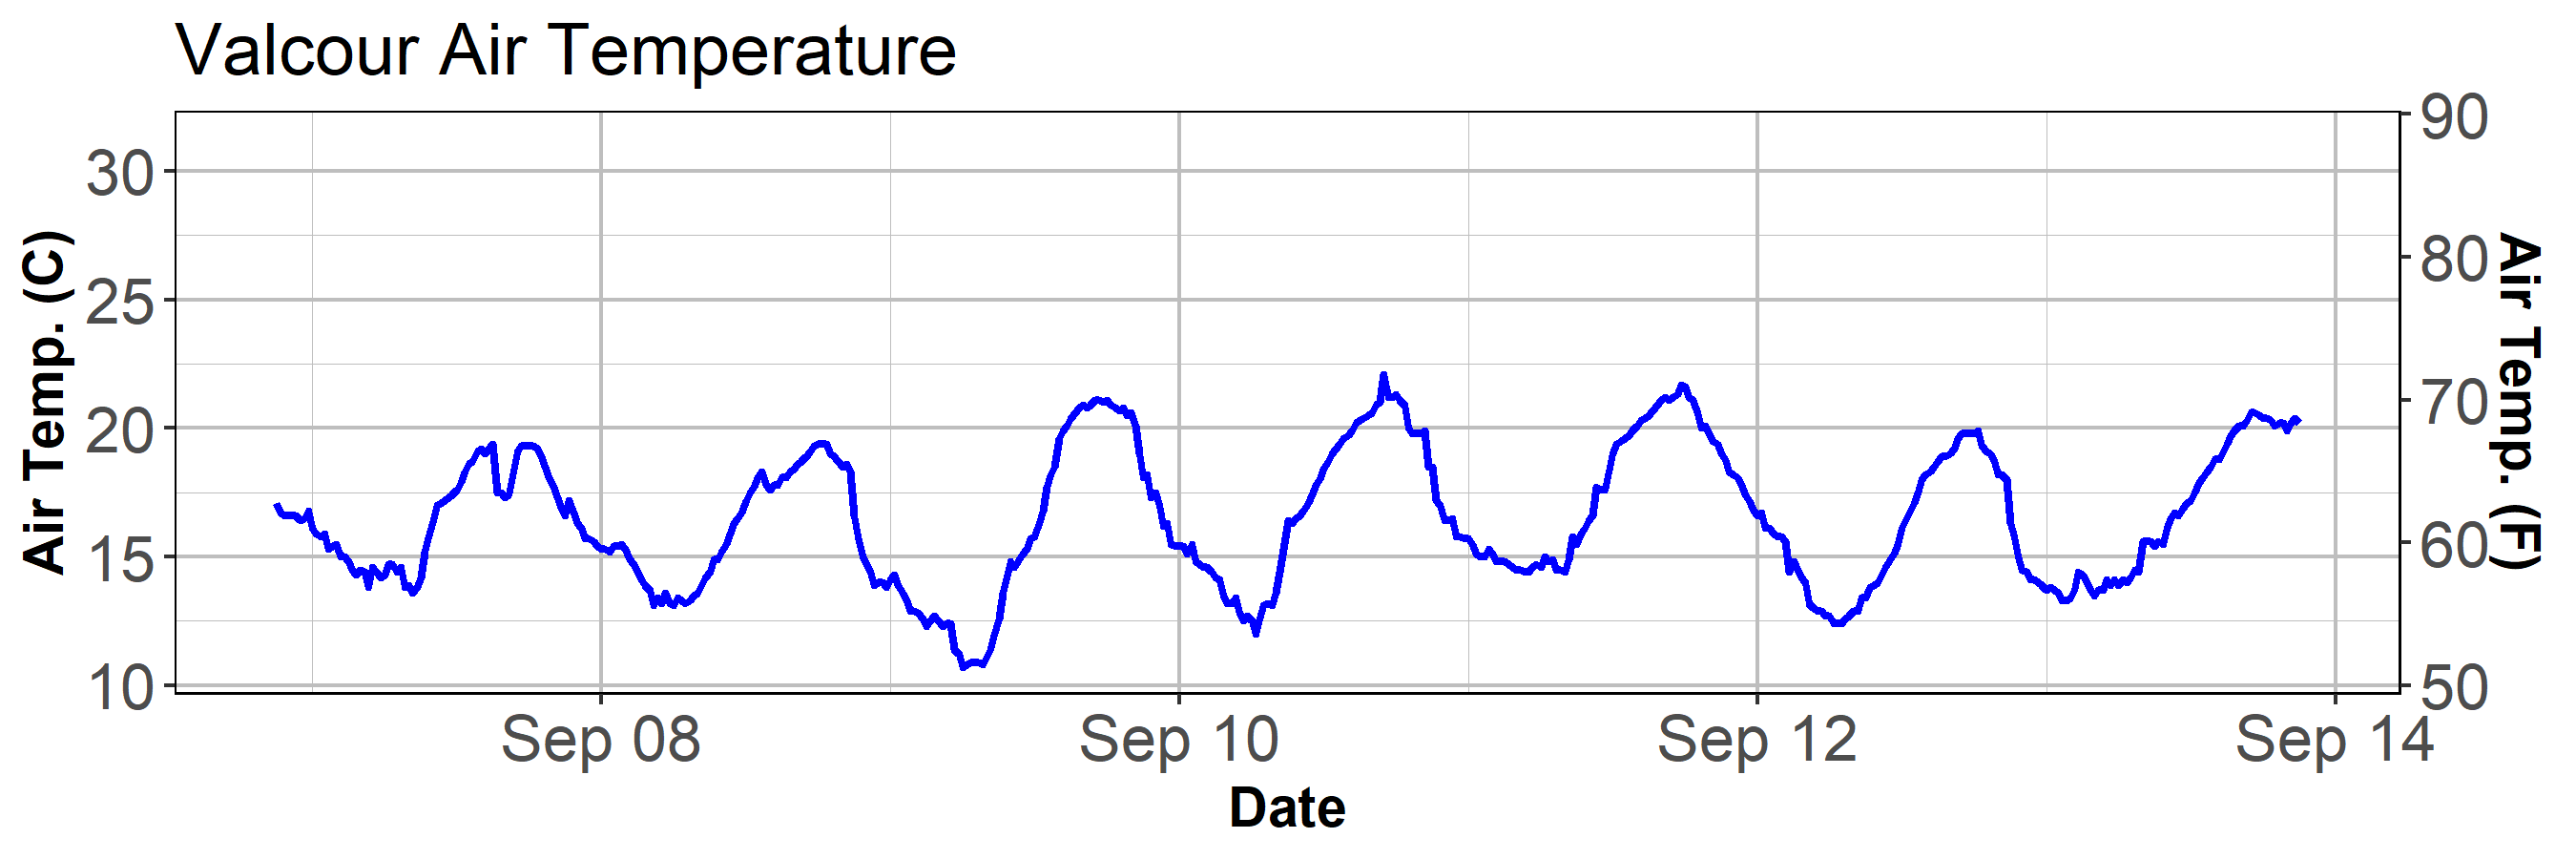 Valcour Air Temperature
Air Temp. (C)
30
25
20
15
10
90
80
70
60
50
Air Temp. (F)
Sep 08 Sep 10 Sep 12 Sep 14
Date